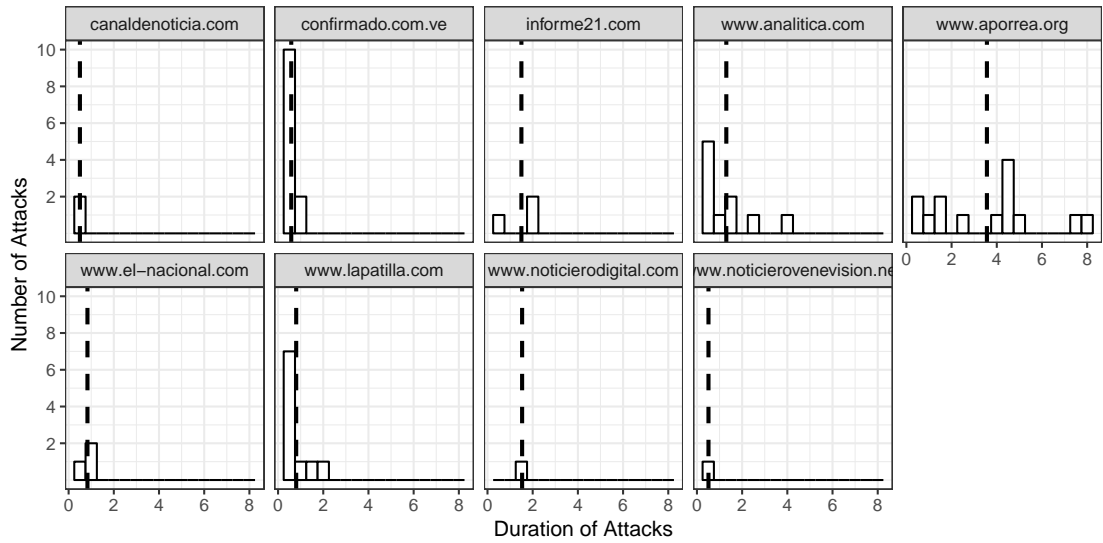 canaldenoticia.com confirmado.com.ve informe21.com www.analitica.com www.aporrea.org
10
8
6
4
2
0 2 4 6 8
www.el−nacional.com www.lapatilla.com www.noticierodigital.com www.noticierovenevision.ne
10
8
6
4
2
0 2 4 6 8 0 2 4 6 8 0 2 4 6 8 0 2 4 6 8
Number of Attacks
Duration of Attacks